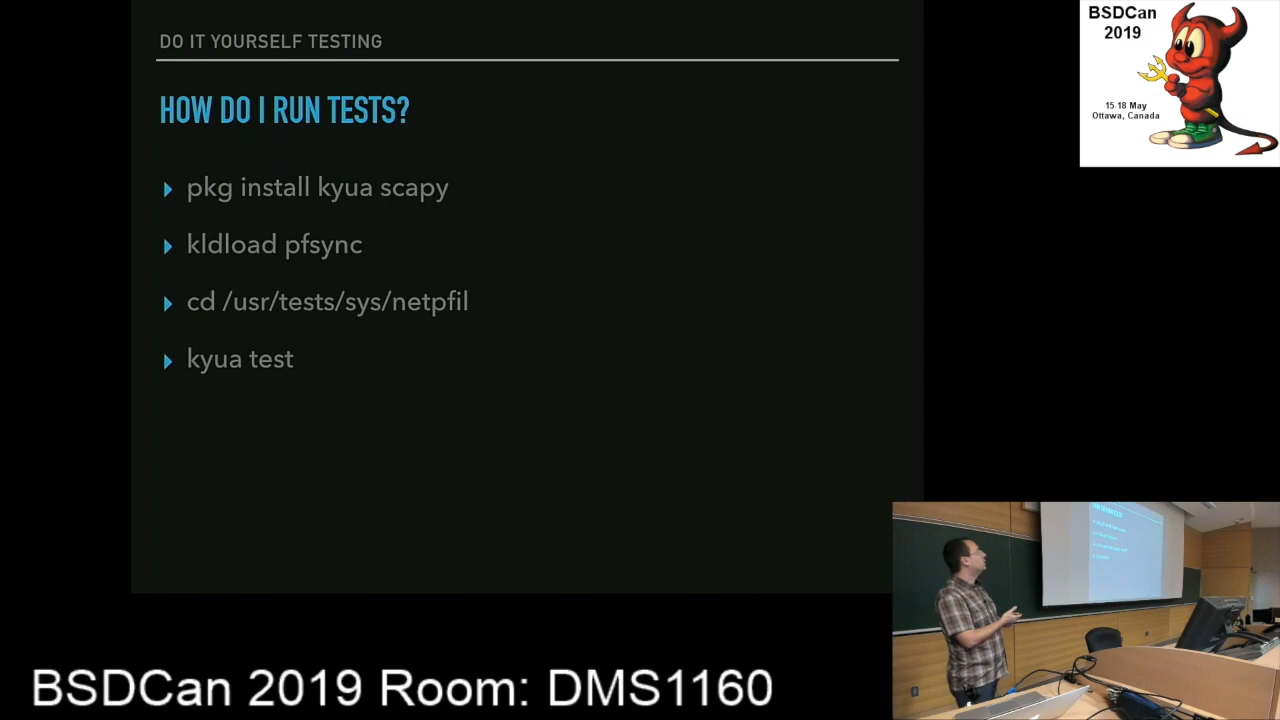 DO IT YOURSELF TESTING
HOW DO I RUN TESTS?
pkg install kyua scapy
kldload pfsync
cd /usr/tests/sys/netpfil
kyua test
BSDCan
2019
15-18 May
Ottawa, Canada
BSDCan 2019 Room: DMS1160